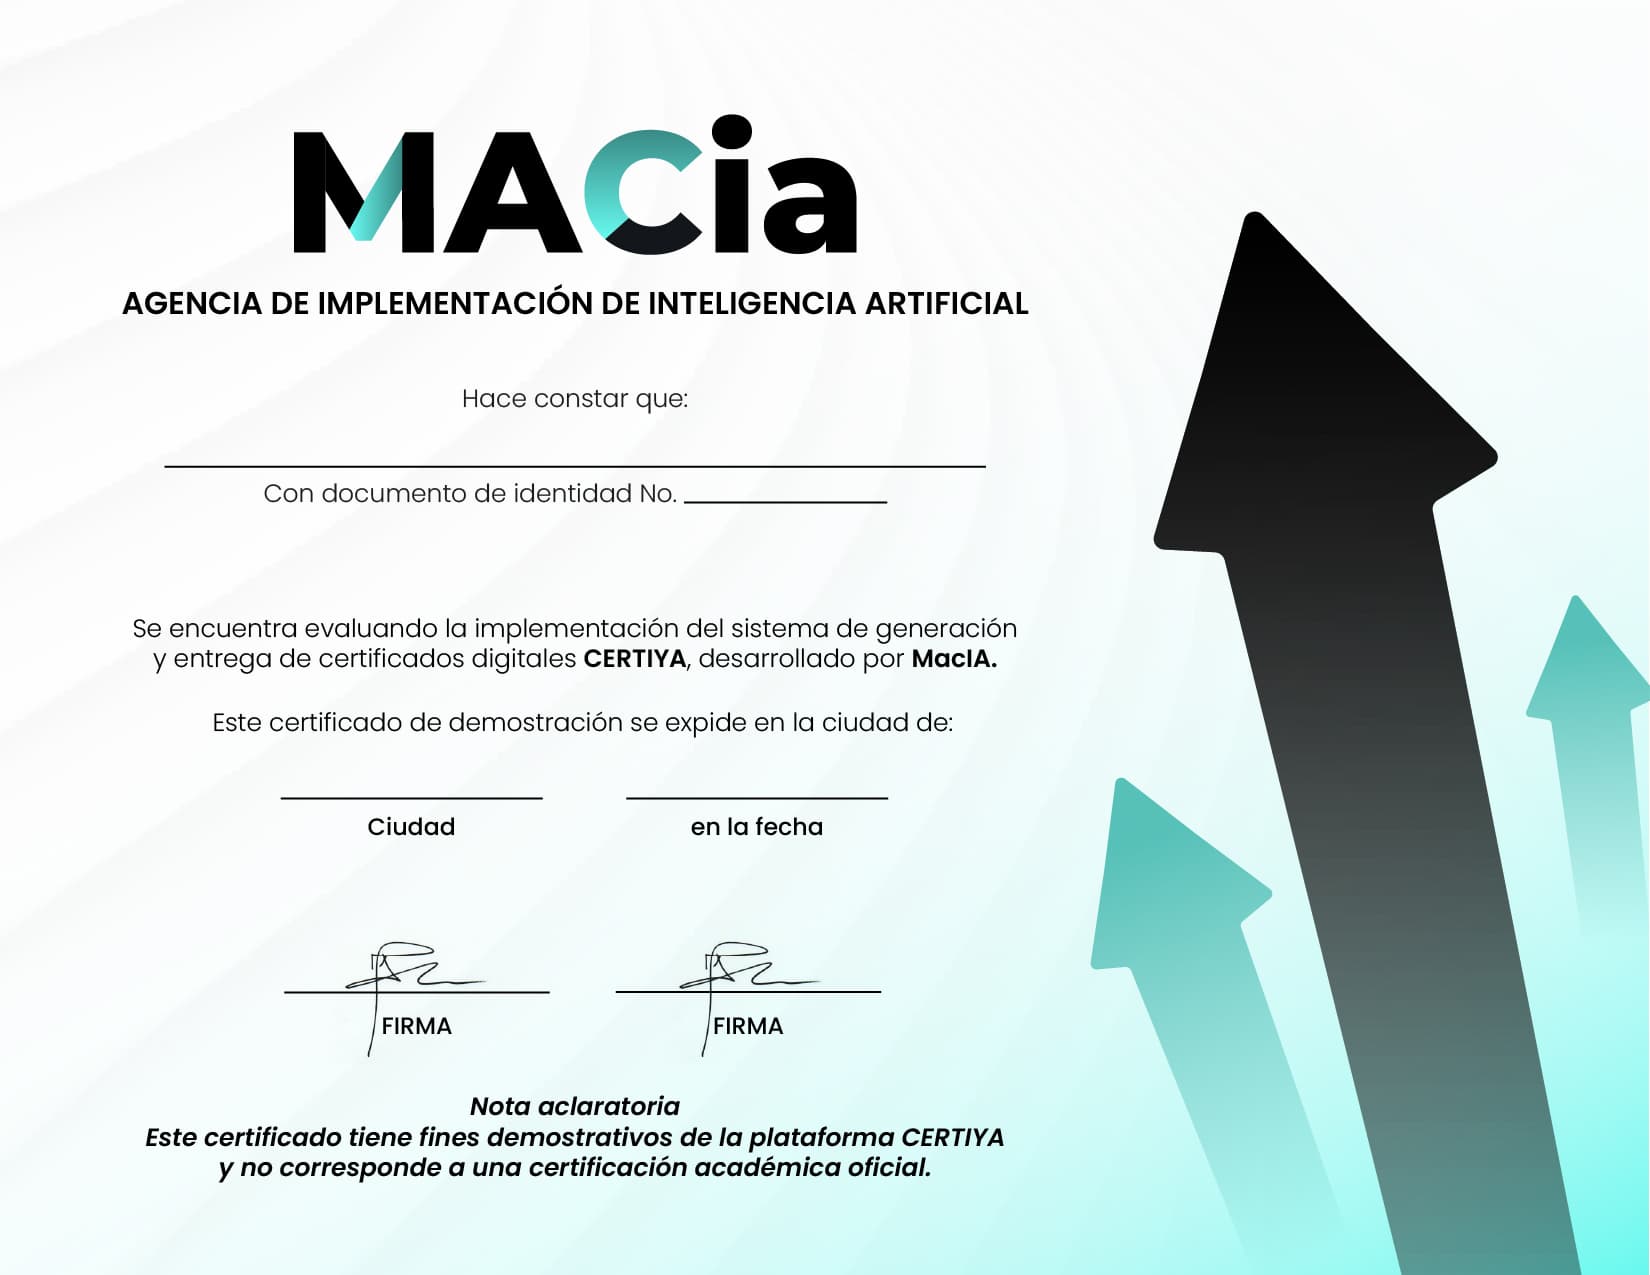 MACia
AGENCIA DE IMPLEMENTACIÓN DE INTELIGENCIA ARTIFICIAL
Hace constar que:
Con documento de identidad No.
Se encuentra evaluando la implementación del sistema de generación
y entrega de certificados digitales CERTIYA, desarrollado por MacIA.
Este certificado de demostración se expide en la ciudad de:
Ciudad
en la fecha
FIRMA
FIRMA
Nota aclaratoria
Este certificado tiene fines demostrativos de la plataforma CERTIYA
y no corresponde a una certificación académica oficial.